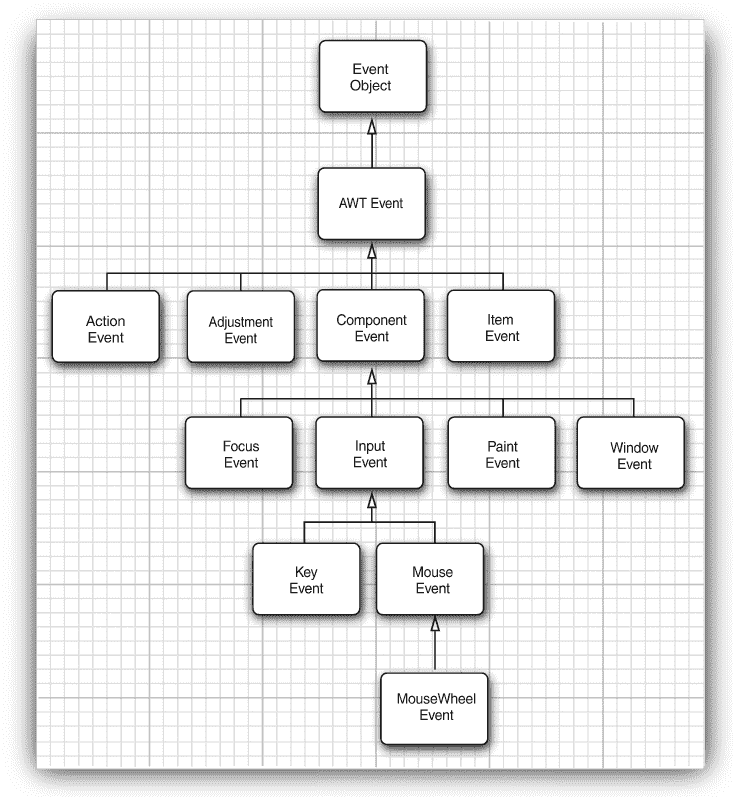 Event
Object
AWT Event
Action
Event
Adjustment
Event
Component
Event
Item
Event
Focus
Event
Input
Event
Paint
Event
Window
Event
Key
Event
Mouse
Event
MouseWheel
Event